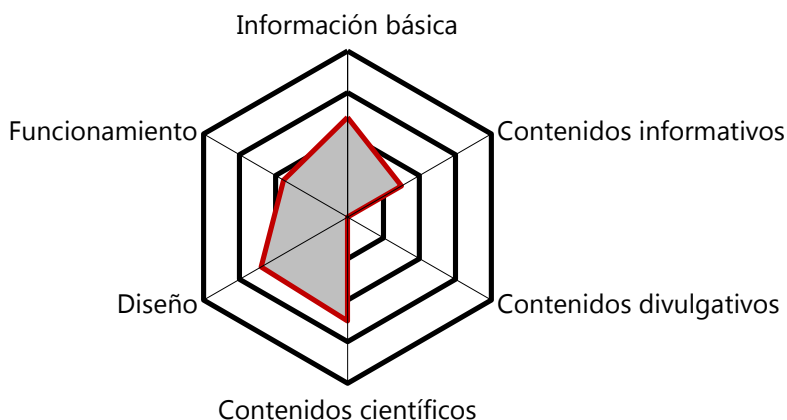 Información básica
Funcionamiento
Contenidos informativos
Diseño
Contenidos divulgativos
Contenidos científicos